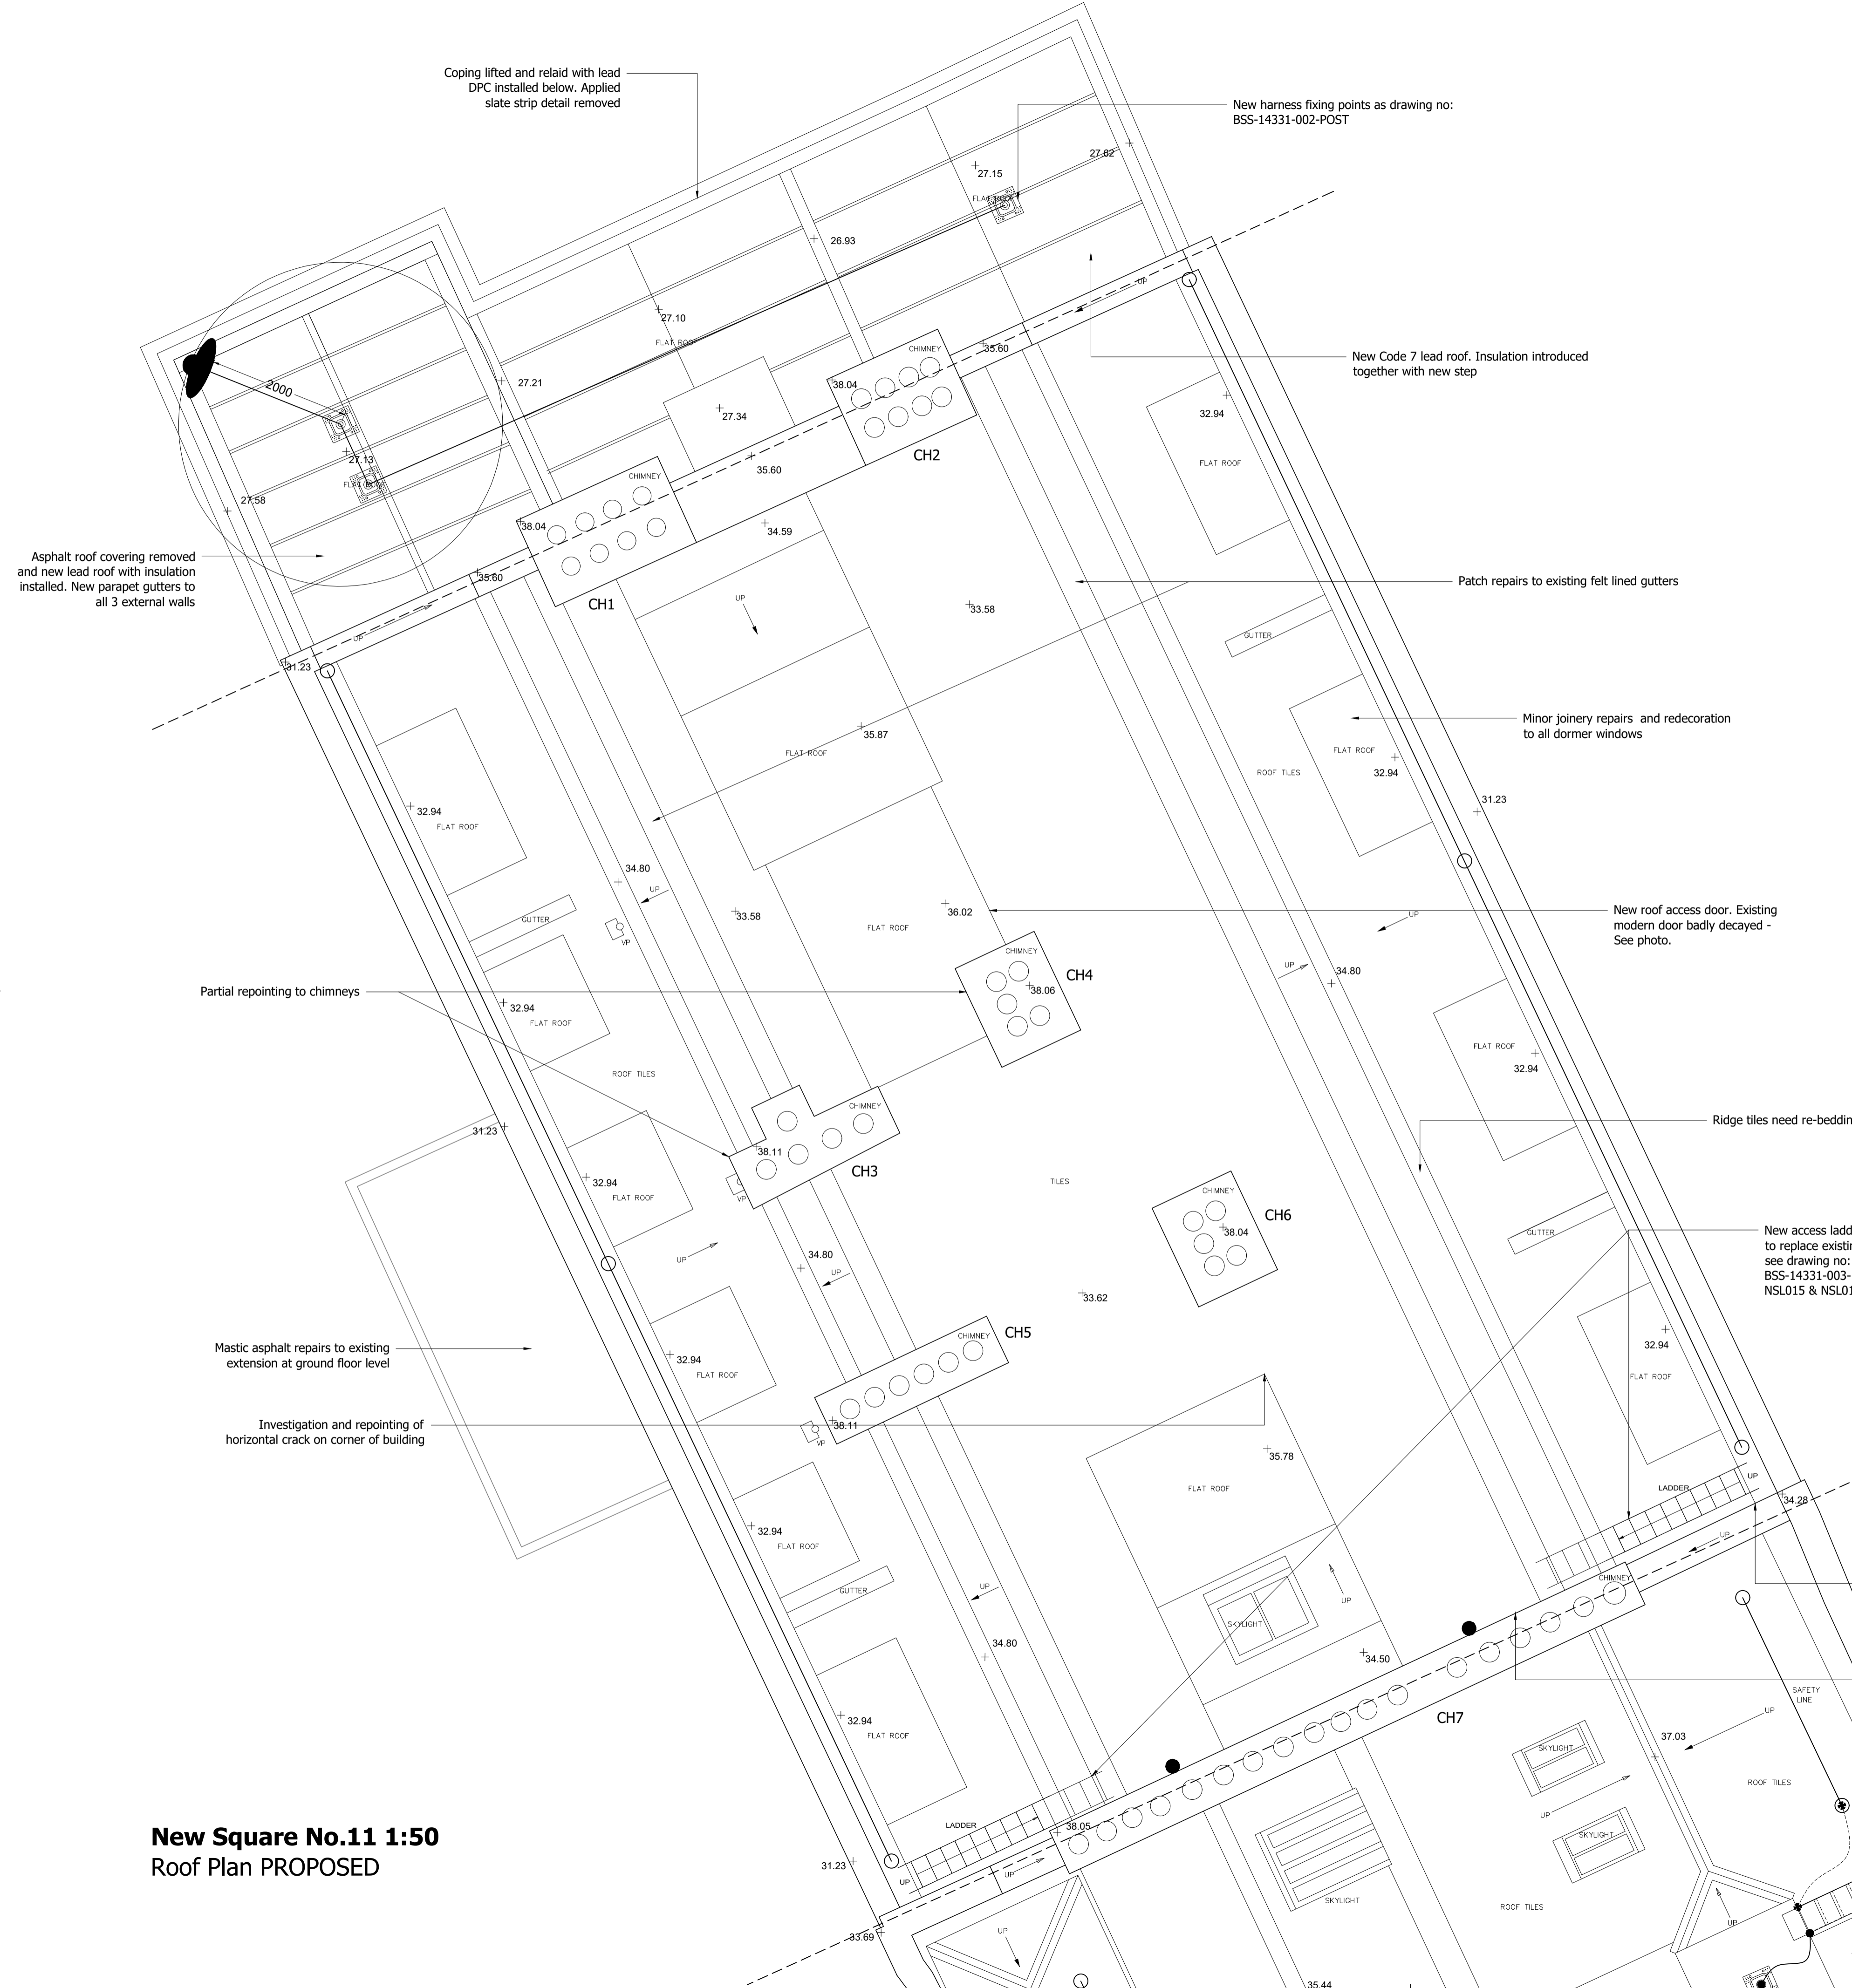 Coping lifted and relaid with lead
DPC installed below. Applied
slate strip detail removed
New harness fixing points as drawing no:
BSS-14331-002-POST
27.62
27.15
FLAT ROOF
26.93
UP
27.10
FLAT ROOF
CHIMNEY
35.60
New Code 7 lead roof. Insulation introduced
together with new step
27.21
2000
38.04
27.34
32.94
CH2
FLAT ROOF
27.13
FLAT ROOF
35.60
CHIMNEY
27.58
38.04
34.59
Asphalt roof covering removed
and new lead roof with insulation
installed. New parapet gutters to
all 3 external walls
35.60
CH1
UP
33.58
Patch repairs to existing felt lined gutters
UP
GUTTER
31.23
Minor joinery repairs  and redecoration
to all dormer windows
35.87
FLAT ROOF
FLAT ROOF
ROOF TILES
32.94
31.23
32.94
FLAT ROOF
34.80
UP
33.58
36.02
FLAT ROOF
UP
New roof access door. Existing
modern door badly decayed -
See photo.
GUTTER
VP
CHIMNEY
CH4
38.06
UP
34.80
Partial repointing to chimneys
32.94
FLAT ROOF
FLAT ROOF
32.94
ROOF TILES
CHIMNEY
31.23
38.11
CH3
Ridge tiles need re-beddin
32.94
FLAT ROOF
VP
TILES
CHIMNEY
CH6
38.04
GUTTER
New access ladd
to replace existin
see drawing no:
BSS-14331-003-
NSL015 & NSL01
UP
34.80
UP
33.62
Mastic asphalt repairs to existing
extension at ground floor level
32.94
FLAT ROOF
CHIMNEY
CH5
32.94
FLAT ROOF
Investigation and repointing of
horizontal crack on corner of building
38.11
VP
35.78
FLAT ROOF
UP
LADDER
34.28
32.94
FLAT ROOF
UP
GUTTER
UP
CHIMNEY
UP
SKYLIGHT
34.80
34.50
SAFETY
LINE
32.94
FLAT ROOF
CH7
UP
37.03
SKYLIGHT
ROOF TILES
UP
LADDER
38.05
SKYLIGHT
New Square No.11 1:50
Roof Plan PROPOSED
31.23
UP
UP
SKYLIGHT
ROOF TILES
UP
33.69
UP
35.44